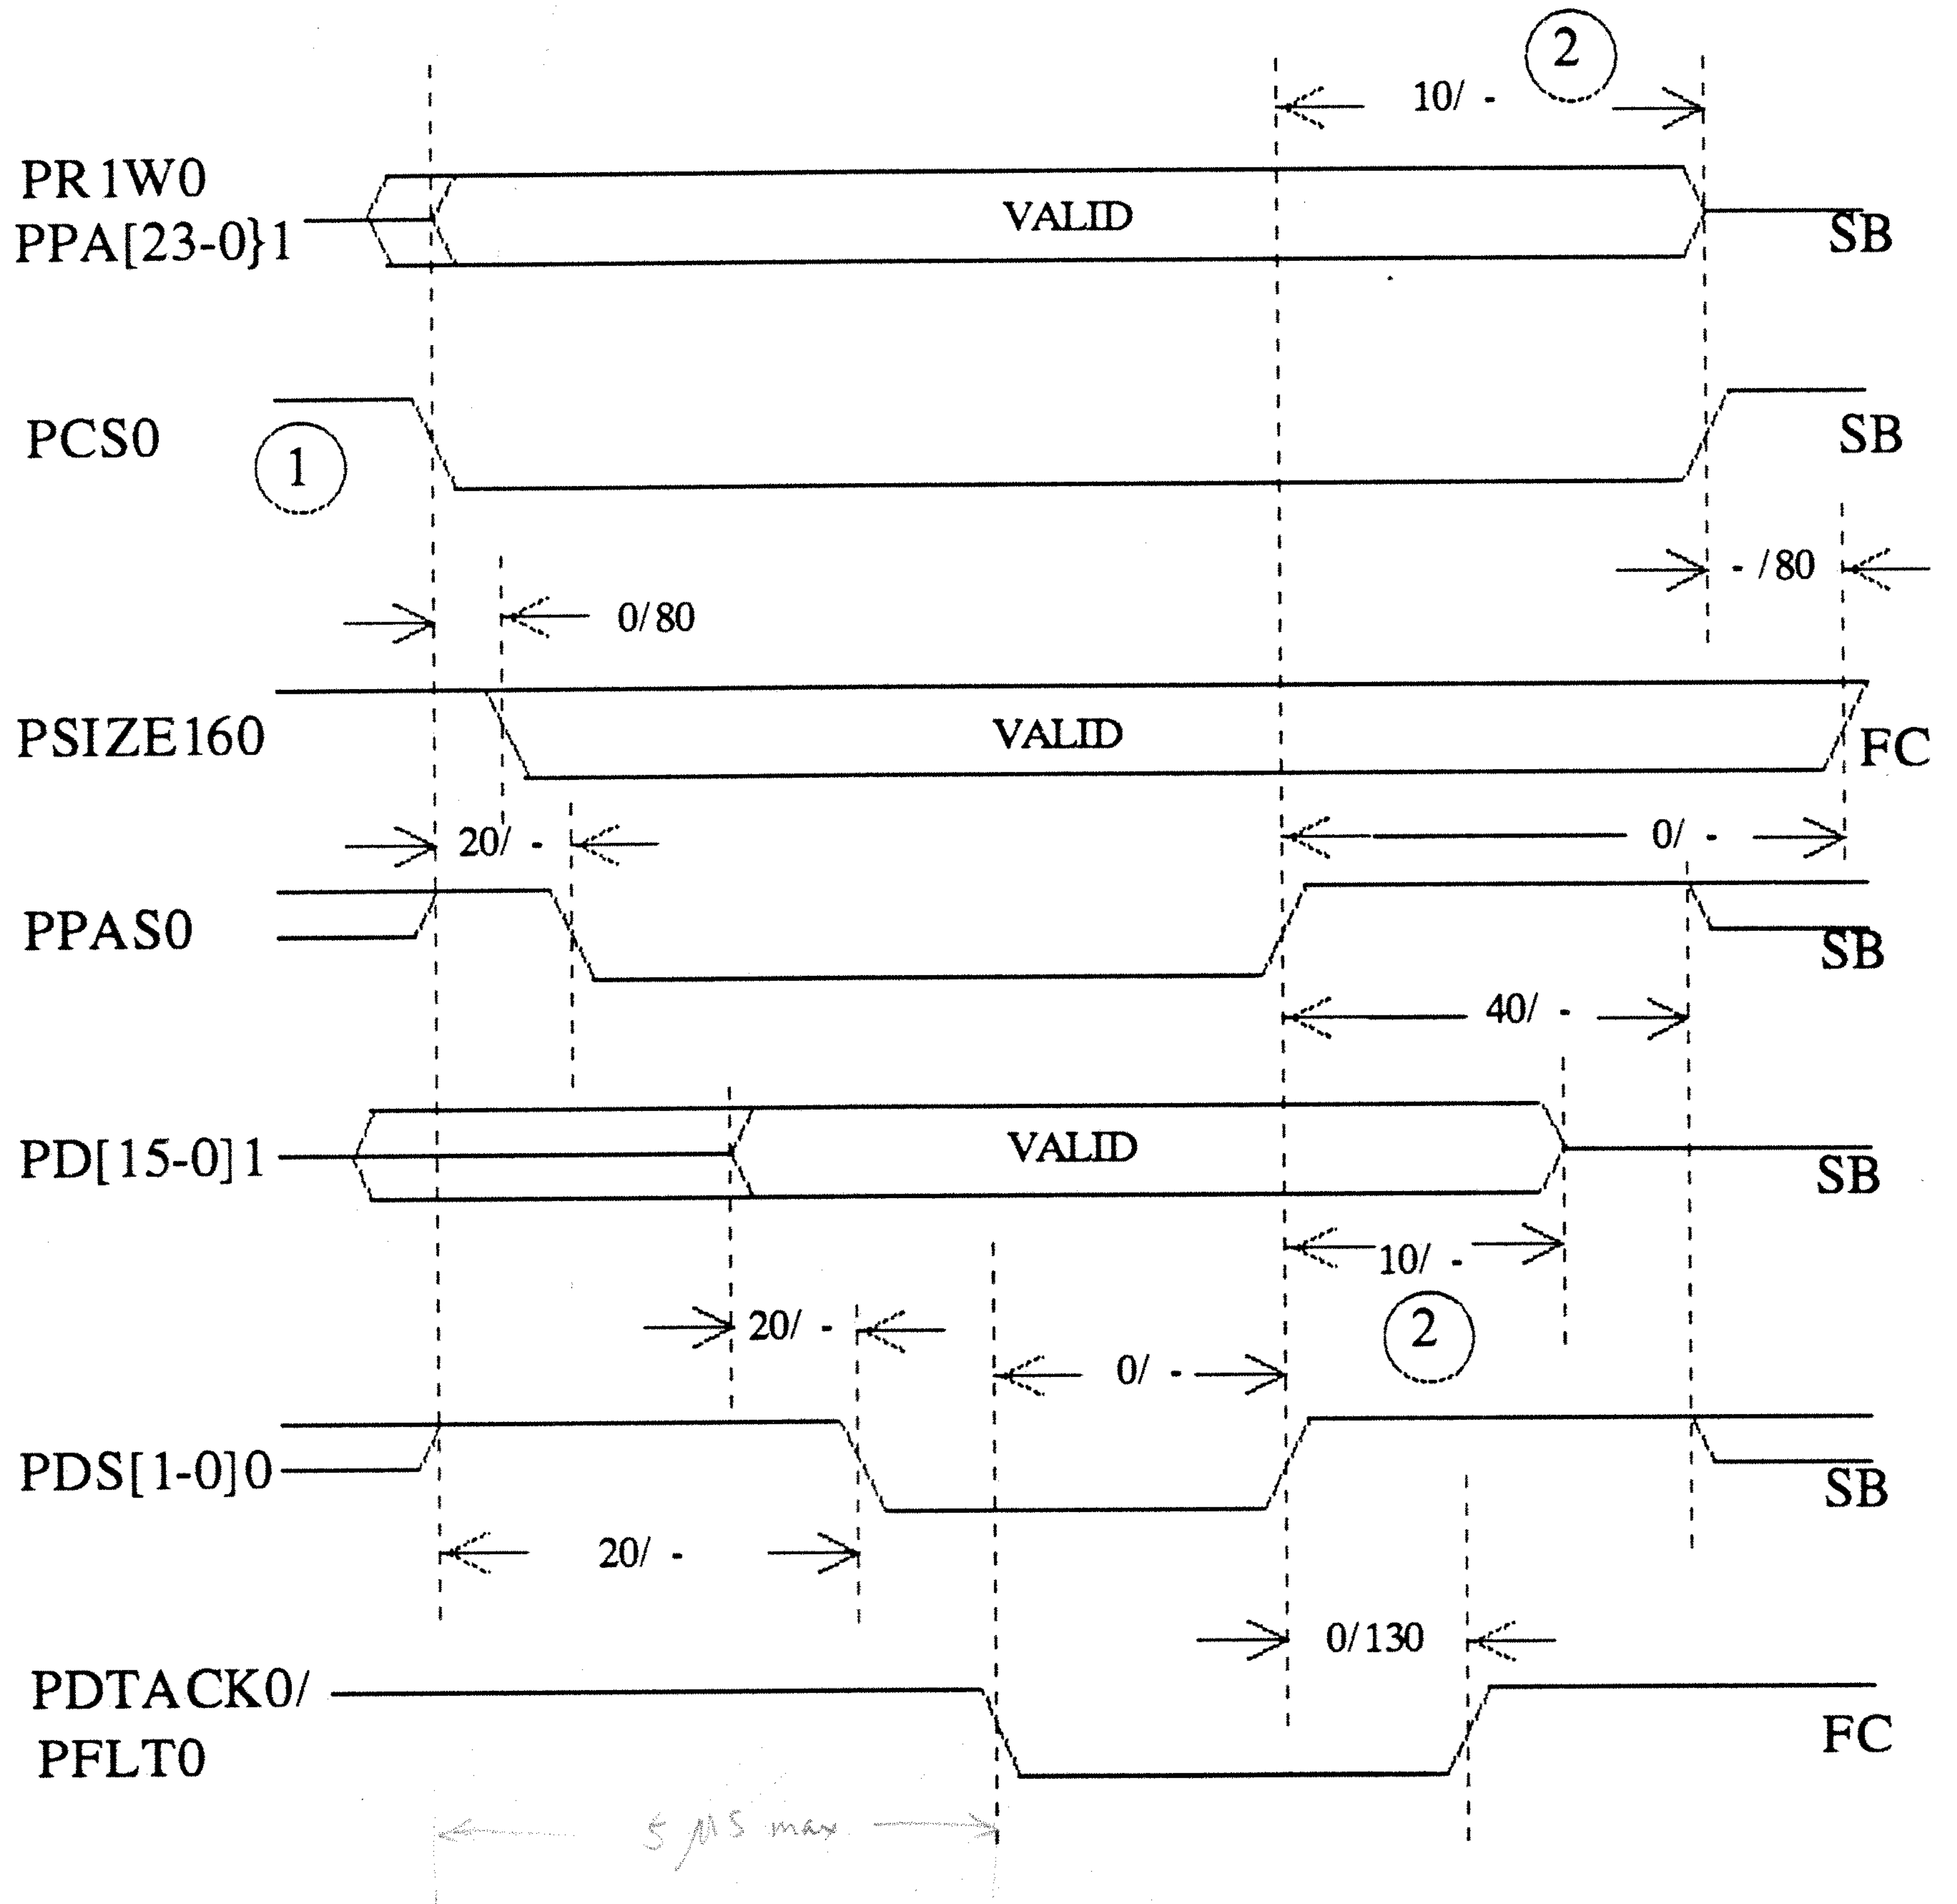 2
10/ -
PR1W0
VALID
PPA[23-0}1
SB
PCS0
SB
1
- /80
0/80
PSIZE160
VALID
FC
20/ -
0/ -
PPAS0
SB
40/ -
PD[15-0]1
VALID
SB
10/ -
20/ -
2
0/ -
PDS[1-0]0
SB
20/ -
0/130
PDTACK0/
PFLT0
FC
5 µS max